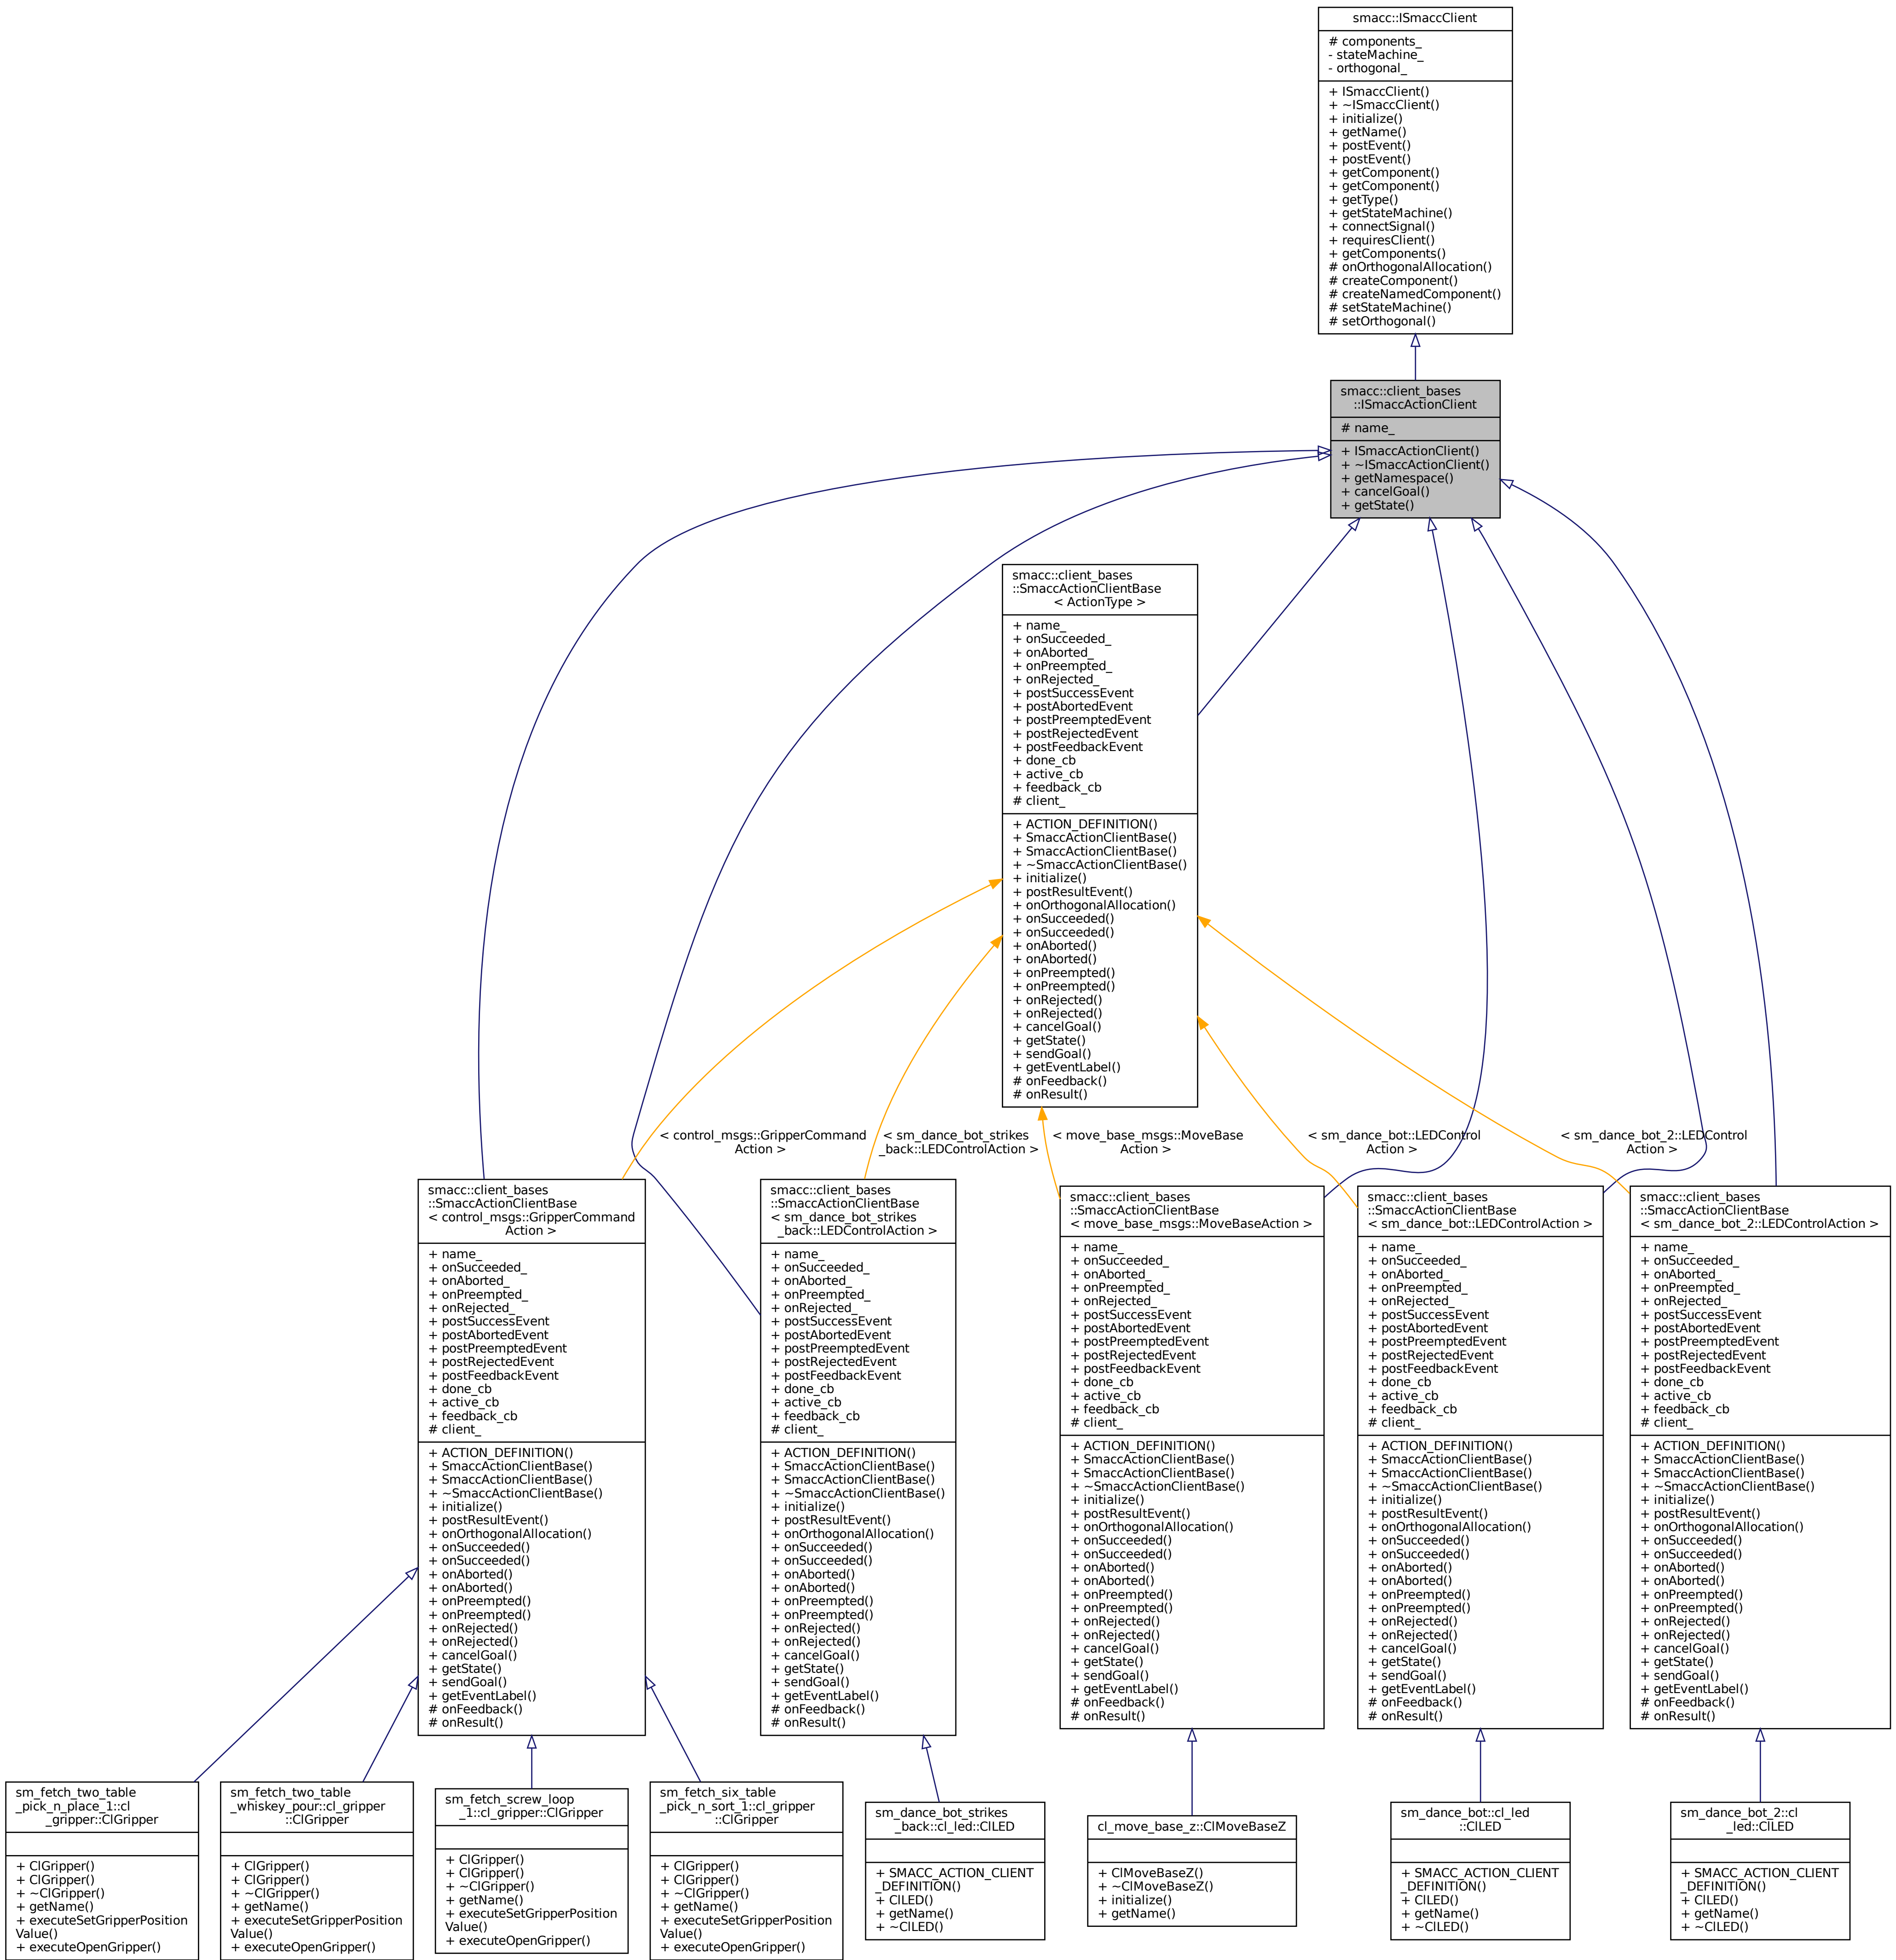 smacc::ISmaccClient
# components_
- stateMachine_
- orthogonal_
+ ISmaccClient()
+ ~ISmaccClient()
+ initialize()
+ getName()
+ postEvent()
+ postEvent()
+ getComponent()
+ getComponent()
+ getType()
+ getStateMachine()
+ connectSignal()
+ requiresClient()
+ getComponents()
# onOrthogonalAllocation()
# createComponent()
# createNamedComponent()
# setStateMachine()
# setOrthogonal()
smacc::client_bases
::ISmaccActionClient
# name_
+ ISmaccActionClient()
+ ~ISmaccActionClient()
+ getNamespace()
+ cancelGoal()
+ getState()
smacc::client_bases
::SmaccActionClientBase
< ActionType >
+ name_
+ onSucceeded_
+ onAborted_
+ onPreempted_
+ onRejected_
+ postSuccessEvent
+ postAbortedEvent
+ postPreemptedEvent
+ postRejectedEvent
+ postFeedbackEvent
+ done_cb
+ active_cb
+ feedback_cb
# client_
+ ACTION_DEFINITION()
+ SmaccActionClientBase()
+ SmaccActionClientBase()
+ ~SmaccActionClientBase()
+ initialize()
+ postResultEvent()
+ onOrthogonalAllocation()
+ onSucceeded()
+ onSucceeded()
+ onAborted()
+ onAborted()
+ onPreempted()
+ onPreempted()
+ onRejected()
+ onRejected()
+ cancelGoal()
+ getState()
+ sendGoal()
+ getEventLabel()
# onFeedback()
# onResult()
< control_msgs::GripperCommand
Action >
< sm_dance_bot_strikes
_back::LEDControlAction >
< move_base_msgs::MoveBase
Action >
< sm_dance_bot::LEDControl
Action >
< sm_dance_bot_2::LEDControl
Action >
smacc::client_bases
::SmaccActionClientBase
< control_msgs::GripperCommand
Action >
+ name_
+ onSucceeded_
+ onAborted_
+ onPreempted_
+ onRejected_
+ postSuccessEvent
+ postAbortedEvent
+ postPreemptedEvent
+ postRejectedEvent
+ postFeedbackEvent
+ done_cb
+ active_cb
+ feedback_cb
# client_
+ ACTION_DEFINITION()
+ SmaccActionClientBase()
+ SmaccActionClientBase()
+ ~SmaccActionClientBase()
+ initialize()
+ postResultEvent()
+ onOrthogonalAllocation()
+ onSucceeded()
+ onSucceeded()
+ onAborted()
+ onAborted()
+ onPreempted()
+ onPreempted()
+ onRejected()
+ onRejected()
+ cancelGoal()
+ getState()
+ sendGoal()
+ getEventLabel()
# onFeedback()
# onResult()
smacc::client_bases
::SmaccActionClientBase
< sm_dance_bot_strikes
_back::LEDControlAction >
+ name_
+ onSucceeded_
+ onAborted_
+ onPreempted_
+ onRejected_
+ postSuccessEvent
+ postAbortedEvent
+ postPreemptedEvent
+ postRejectedEvent
+ postFeedbackEvent
+ done_cb
+ active_cb
+ feedback_cb
# client_
+ ACTION_DEFINITION()
+ SmaccActionClientBase()
+ SmaccActionClientBase()
+ ~SmaccActionClientBase()
+ initialize()
+ postResultEvent()
+ onOrthogonalAllocation()
+ onSucceeded()
+ onSucceeded()
+ onAborted()
+ onAborted()
+ onPreempted()
+ onPreempted()
+ onRejected()
+ onRejected()
+ cancelGoal()
+ getState()
+ sendGoal()
+ getEventLabel()
# onFeedback()
# onResult()
smacc::client_bases
::SmaccActionClientBase
< move_base_msgs::MoveBaseAction >
+ name_
+ onSucceeded_
+ onAborted_
+ onPreempted_
+ onRejected_
+ postSuccessEvent
+ postAbortedEvent
+ postPreemptedEvent
+ postRejectedEvent
+ postFeedbackEvent
+ done_cb
+ active_cb
+ feedback_cb
# client_
+ ACTION_DEFINITION()
+ SmaccActionClientBase()
+ SmaccActionClientBase()
+ ~SmaccActionClientBase()
+ initialize()
+ postResultEvent()
+ onOrthogonalAllocation()
+ onSucceeded()
+ onSucceeded()
+ onAborted()
+ onAborted()
+ onPreempted()
+ onPreempted()
+ onRejected()
+ onRejected()
+ cancelGoal()
+ getState()
+ sendGoal()
+ getEventLabel()
# onFeedback()
# onResult()
smacc::client_bases
::SmaccActionClientBase
< sm_dance_bot::LEDControlAction >
+ name_
+ onSucceeded_
+ onAborted_
+ onPreempted_
+ onRejected_
+ postSuccessEvent
+ postAbortedEvent
+ postPreemptedEvent
+ postRejectedEvent
+ postFeedbackEvent
+ done_cb
+ active_cb
+ feedback_cb
# client_
+ ACTION_DEFINITION()
+ SmaccActionClientBase()
+ SmaccActionClientBase()
+ ~SmaccActionClientBase()
+ initialize()
+ postResultEvent()
+ onOrthogonalAllocation()
+ onSucceeded()
+ onSucceeded()
+ onAborted()
+ onAborted()
+ onPreempted()
+ onPreempted()
+ onRejected()
+ onRejected()
+ cancelGoal()
+ getState()
+ sendGoal()
+ getEventLabel()
# onFeedback()
# onResult()
smacc::client_bases
::SmaccActionClientBase
< sm_dance_bot_2::LEDControlAction >
+ name_
+ onSucceeded_
+ onAborted_
+ onPreempted_
+ onRejected_
+ postSuccessEvent
+ postAbortedEvent
+ postPreemptedEvent
+ postRejectedEvent
+ postFeedbackEvent
+ done_cb
+ active_cb
+ feedback_cb
# client_
+ ACTION_DEFINITION()
+ SmaccActionClientBase()
+ SmaccActionClientBase()
+ ~SmaccActionClientBase()
+ initialize()
+ postResultEvent()
+ onOrthogonalAllocation()
+ onSucceeded()
+ onSucceeded()
+ onAborted()
+ onAborted()
+ onPreempted()
+ onPreempted()
+ onRejected()
+ onRejected()
+ cancelGoal()
+ getState()
+ sendGoal()
+ getEventLabel()
# onFeedback()
# onResult()
sm_fetch_two_table
_pick_n_place_1::cl
_gripper::ClGripper
+ ClGripper()
+ ClGripper()
+ ~ClGripper()
+ getName()
+ executeSetGripperPosition
Value()
+ executeOpenGripper()
sm_fetch_two_table
_whiskey_pour::cl_gripper
::ClGripper
+ ClGripper()
+ ClGripper()
+ ~ClGripper()
+ getName()
+ executeSetGripperPosition
Value()
+ executeOpenGripper()
sm_fetch_screw_loop
_1::cl_gripper::ClGripper
+ ClGripper()
+ ClGripper()
+ ~ClGripper()
+ getName()
+ executeSetGripperPosition
Value()
+ executeOpenGripper()
sm_fetch_six_table
_pick_n_sort_1::cl_gripper
::ClGripper
+ ClGripper()
+ ClGripper()
+ ~ClGripper()
+ getName()
+ executeSetGripperPosition
Value()
+ executeOpenGripper()
sm_dance_bot_strikes
_back::cl_led::ClLED
+ SMACC_ACTION_CLIENT
_DEFINITION()
+ ClLED()
+ getName()
+ ~ClLED()
cl_move_base_z::ClMoveBaseZ
+ ClMoveBaseZ()
+ ~ClMoveBaseZ()
+ initialize()
+ getName()
sm_dance_bot::cl_led
::ClLED
+ SMACC_ACTION_CLIENT
_DEFINITION()
+ ClLED()
+ getName()
+ ~ClLED()
sm_dance_bot_2::cl
_led::ClLED
+ SMACC_ACTION_CLIENT
_DEFINITION()
+ ClLED()
+ getName()
+ ~ClLED()